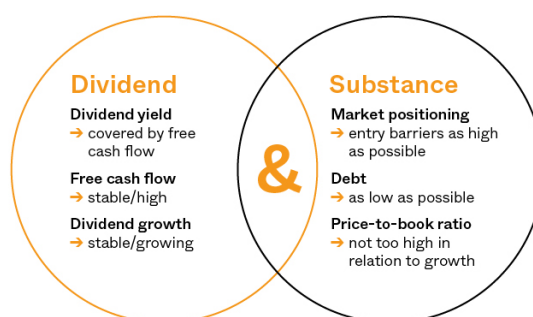 Dividend
Dividend yield
→ covered by free
cash flow
Free cash flow
→ stable/high
Dividend growth
→ stable/growing
&
Substance
Market positioning
→ entry barriers as high
as possible
Debt
→ as low as possible
Price-to-book ratio
→ not too high in
relation to growth